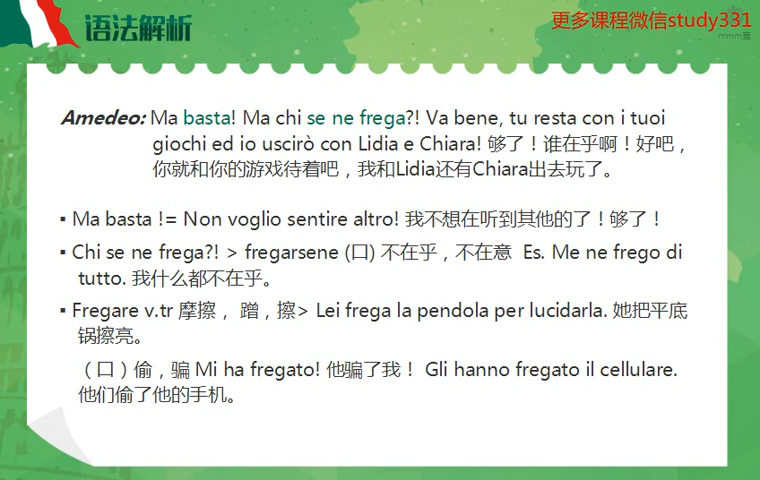 语法解析
更多课程微信study331
Amedeo: Ma basta! Ma chi se ne frega?! Va bene, tu resta con i tuoi
giochi ed io uscirò con Lidia e Chiara! 够了！谁在乎啊！好吧，
你就和你的游戏待着吧，我和Lidia还有Chiara出去玩了。
▪ Ma basta != Non voglio sentire altro! 我不想在听到其他的了！够了！
▪ Chi se ne frega?! > fregarsene (口) 不在乎，不在意 Es. Me ne frego di
tutto. 我什么都不在乎。
▪ Fregare v.tr 摩擦， 蹭，擦> Lei frega la pendola per lucidarla. 她把平底
锅擦亮。
（口）偷，骗 Mi ha fregato! 他骗了我！ Gli hanno fregato il cellulare.
他们偷了他的手机。